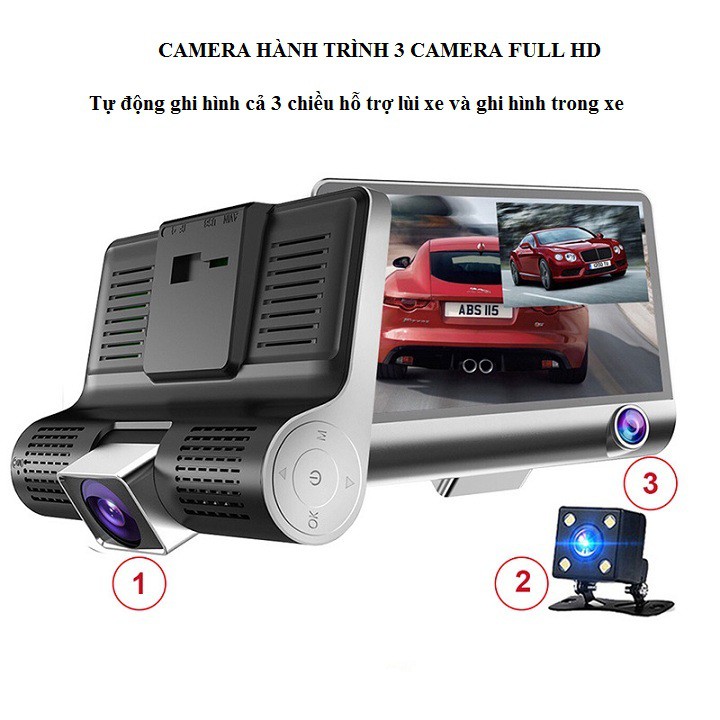 CAMERA HÀNH TRÌNH 3 CAMERA FULL HD
Tự động ghi hình cả 3 chiều hỗ trợ lùi xe và ghi hình trong xe
ABS 115
M
OK
1
2
3